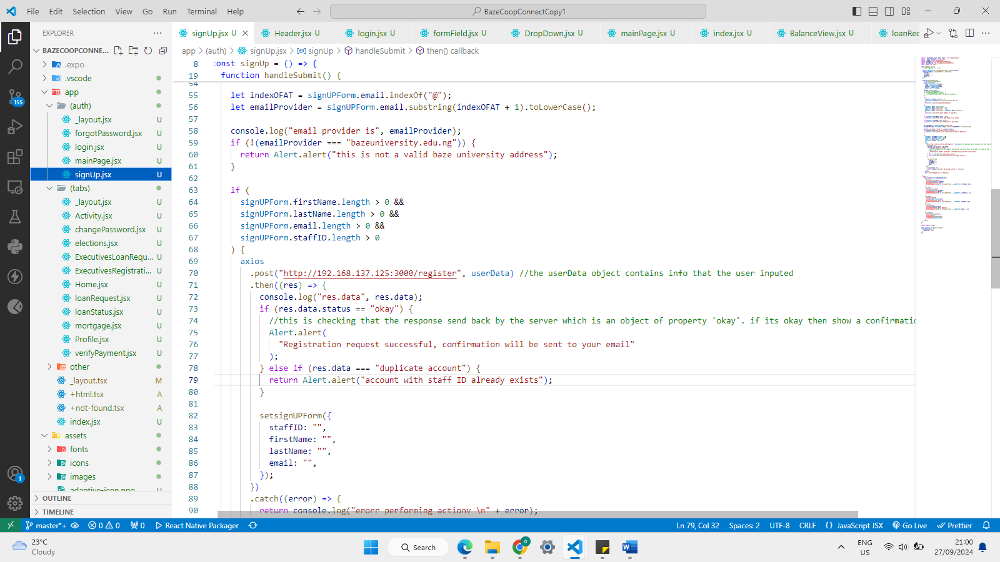 File Edit Selection View Go Run Terminal Help
BazeCoopConnectCopy1
EXPLORER
signUp.jsx U
Header.jsx U
login.jsx U
formField.jsx U
DropDown.jsx U
mainPage.jsx U
index.jsx U
BalanceView.jsx U
loanRec
BAZECOOPCONNE...
app > (auth) > signUp.jsx > signUp > handleSubmit > then() callback
.expo
.vscode
app
(auth)
_layout.jsx U
forgotPassword.jsx U
login.jsx U
mainPage.jsx U
signUp.jsx U
(tabs)
_layout.jsx U
Activity.jsx U
changePassword.jsx U
elections.jsx U
ExecutivesLoanRequ... U
ExecutivesRegistrati... U
Home.jsx U
loanRequest.jsx U
loanStatus.jsx U
mortgage.jsx U
Profile.jsx U
verifyPayment.jsx U
other
_layout.tsx M
+html.tsx A
+not-found.tsx A
index.jsx U
assets
fonts
icons
images
adaptive-icon.png U
OUTLINE
TIMELINE
155
1
8 const signUp = () => {
19 function handleSubmit() {
54
55 let indexOFAT = signUPForm.email.indexOf("@");
56 let emailProvider = signUPForm.email.substring(indexOFAT + 1).toLowerCase();
57
58 console.log("email provider is", emailProvider);
59 if (!(emailProvider === "bazeuniversity.edu.ng")) {
60 return Alert.alert("this is not a valid baze university address");
61 }
62
63 if (
64 signUPForm.firstName.length > 0 &&
65 signUPForm.lastName.length > 0 &&
66 signUPForm.email.length > 0 &&
67 signUPForm.staffID.length > 0
68 ) {
69 axios
70 .post("http://192.168.137.125:3000/register", userData) //the userData object contains info that the user inputed
71 .then((res) => {
72 console.log("res.data", res.data);
73 if (res.data.status == "okay") {
74 //this is checking that the response send back by the server which is an object of property 'okay'. if its okay then show a confirmatio
75 Alert.alert(
76 "Registration request successful, confirmation will be sent to your email"
77 );
78 } else if (res.data === "duplicate account") {
79 return Alert.alert("account with staff ID already exists");
80 }
81
82 setsignUPForm({
83 staffID: "",
84 firstName: "",
85 lastName: "",
86 email: "",
87 });
88 })
89 .catch((error) => {
90 return console.log("erorr performing actionv \n" + error);
master*+ 0 0 0 React Native Packager
Ln 79, Col 32 Spaces: 2 UTF-8 CRLF {} JavaScript JSX Go Live Prettier
23°C
Cloudy
Search
ENG
US
21:00
27/09/2024